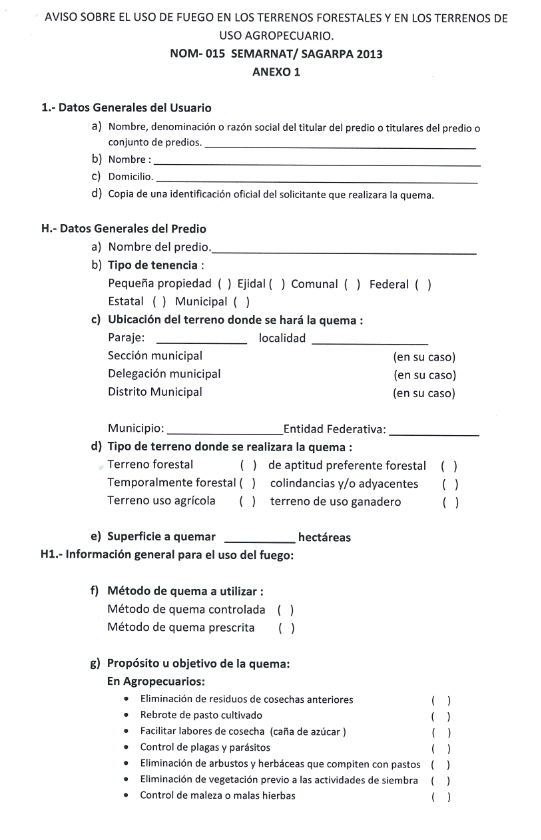 AVISO SOBRE EL USO DE FUEGO EN LOS TERRENOS FORESTALES Y EN LOS TERRENOS DE
USO AGROPECUARIO.
NOM- 015 SEMARNAT/ SAGARPA 2013
ANEXO 1
1.- Datos Generales del Usuario
a) Nombre, denominación o razón social del titular del predio o titulares del predio o
conjunto de predios. ____________________
b) Nombre : ____________________
c) Domicilio. ____________________
d) Copia de una identificación oficial del solicitante que realizara la quema.
H.- Datos Generales del Predio
a) Nombre del predio.____________________
b) Tipo de tenencia :
Pequeña propiedad ( ) Ejidal ( ) Comunal ( ) Federal ( )
Estatal ( ) Municipal ( )
c) Ubicación del terreno donde se hará la quema :
Paraje: __________ localidad __________
Sección municipal (en su caso)
Delegación municipal (en su caso)
Distrito Municipal (en su caso)
Municipio: __________Entidad Federativa: __________
d) Tipo de terreno donde se realizara la quema :
Terreno forestal ( ) de aptitud preferente forestal ( )
Temporalmente forestal ( ) colindancias y/o adyacentes ( )
Terreno uso agrícola ( ) terreno de uso ganadero ( )
e) Superficie a quemar __________ hectáreas
H1.- Información general para el uso del fuego:
f) Método de quema a utilizar :
Método de quema controlada ( )
Método de quema prescrita ( )
g) Propósito u objetivo de la quema:
En Agropecuarios:
• Eliminación de residuos de cosechas anteriores ( )
• Rebrote de pasto cultivado ( )
• Facilitar labores de cosecha (caña de azúcar ) ( )
• Control de plagas y parásitos ( )
• Eliminación de arbustos y herbáceas que compiten con pastos ( )
• Eliminación de vegetación previo a las actividades de siembra ( )
• Control de maleza o malas hierbas ( )